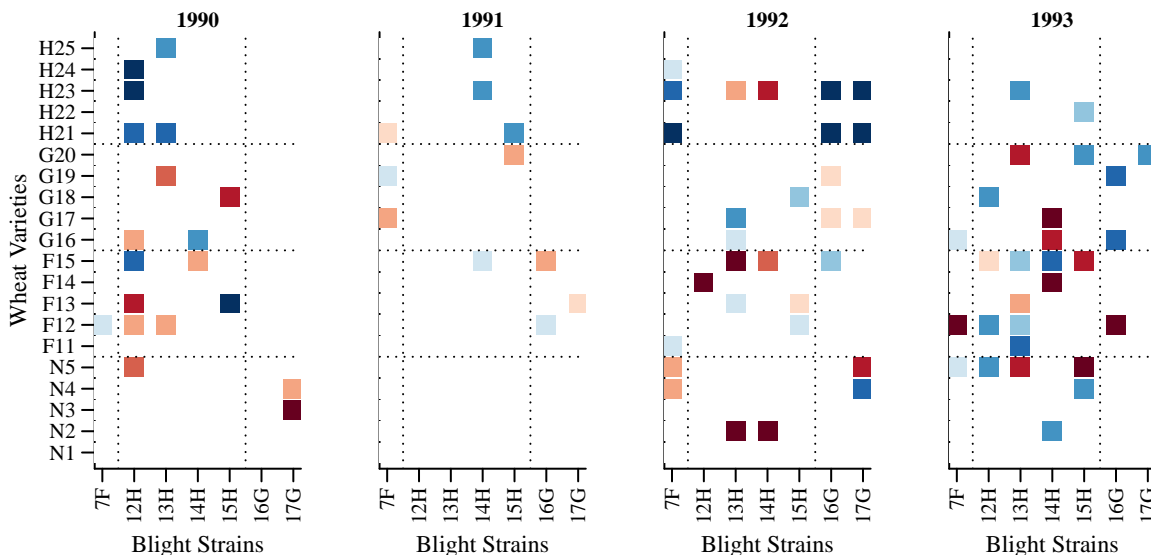 1990 1991 1992 1993
Wheat Varieties
H25
H24
H23
H22
H21
G20
G19
G18
G17
G16
F15
F14
F13
F12
F11
N5
N4
N3
N2
N1
7F 12H 13H 14H 15H 16G 17G
7F 12H 13H 14H 15H 16G 17G
7F 12H 13H 14H 15H 16G 17G
7F 12H 13H 14H 15H 16G 17G
Blight Strains Blight Strains Blight Strains Blight Strains